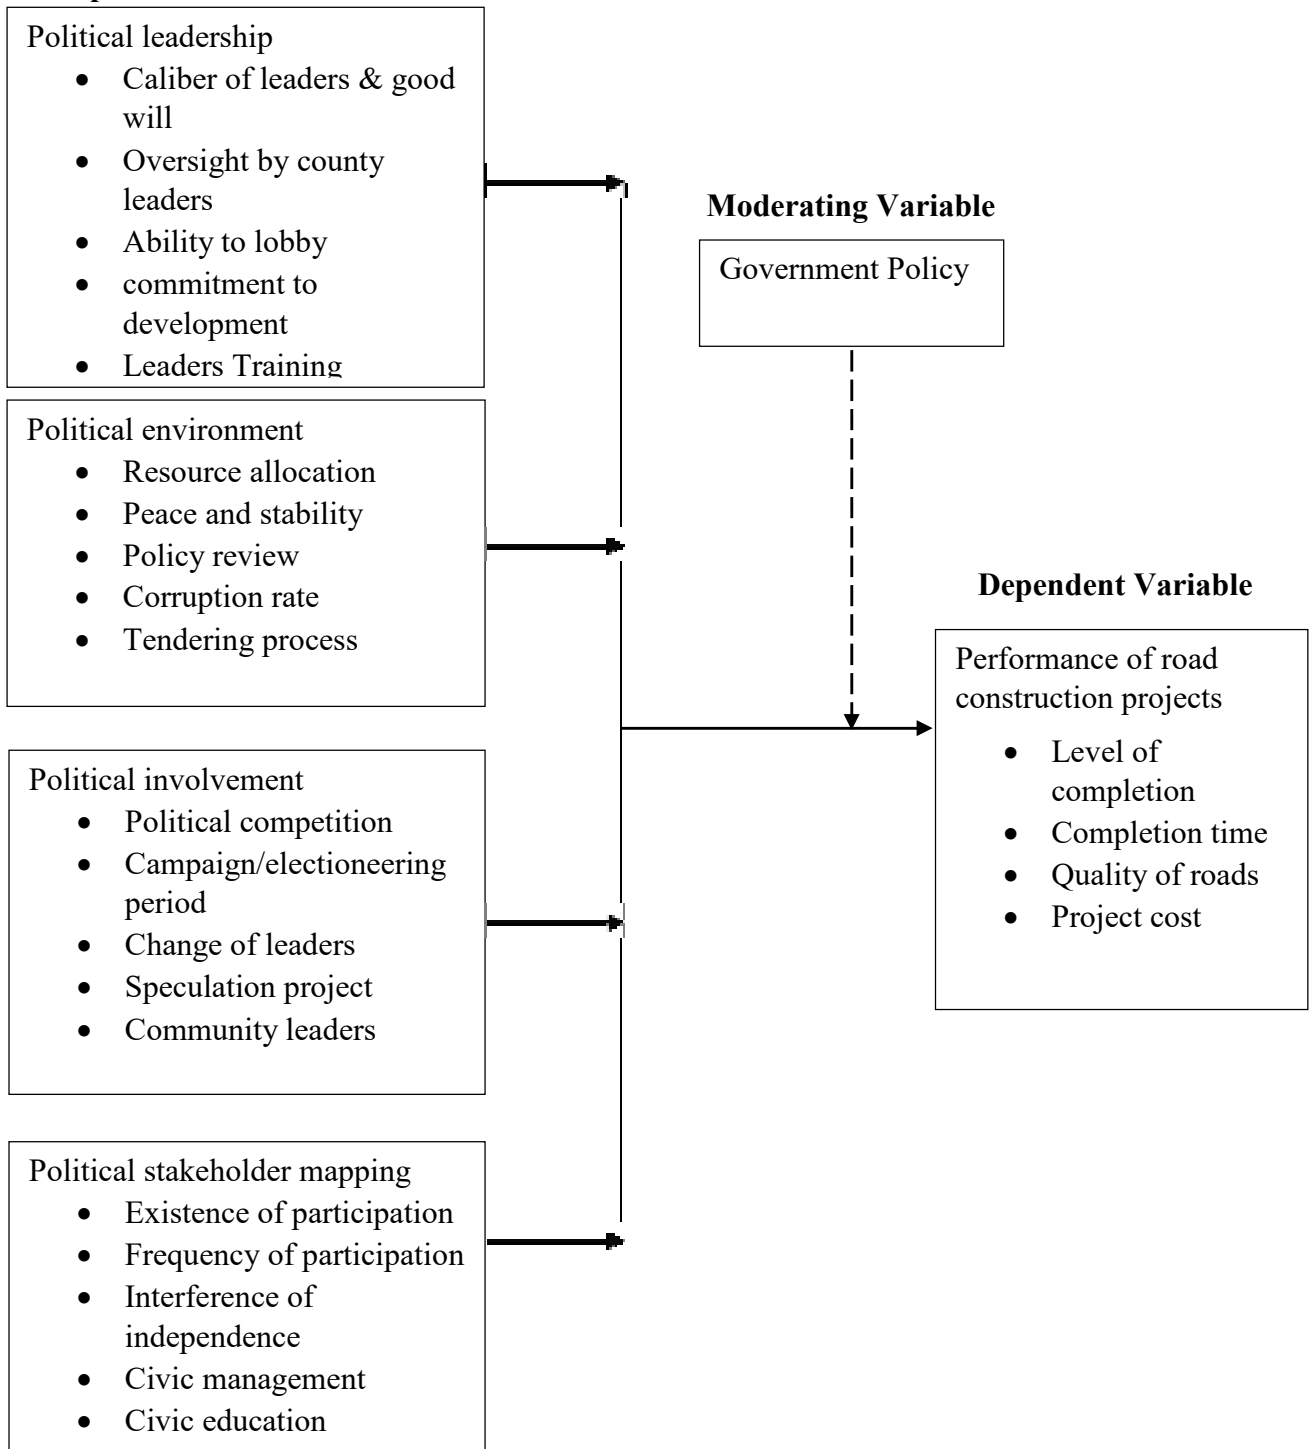 Political leadership
• Caliber of leaders & good
will
• Oversight by county
leaders
• Ability to lobby
• commitment to
development
• Leaders Training
Political environment
• Resource allocation
• Peace and stability
• Policy review
• Corruption rate
• Tendering process
Political involvement
• Political competition
• Campaign/electioneering
period
• Change of leaders
• Speculation project
• Community leaders
Political stakeholder mapping
• Existence of participation
• Frequency of participation
• Interference of
independence
• Civic management
• Civic education
Moderating Variable
Government Policy
Dependent Variable
Performance of road
construction projects
• Level of
completion
• Completion time
• Quality of roads
• Project cost